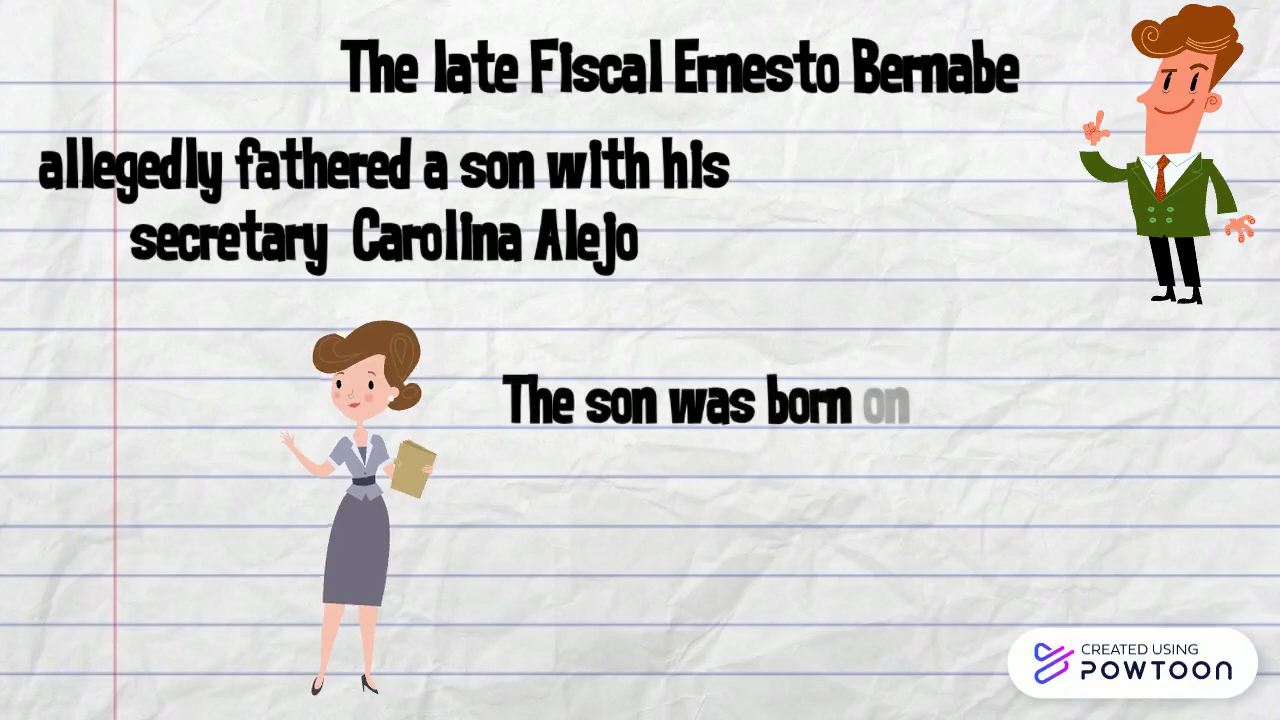 The late Fiscal Ernesto Bernabe
allegedly fathered a son with his
secretary Carolina Alejo
The son was born on
CREATED USING
POWTOON